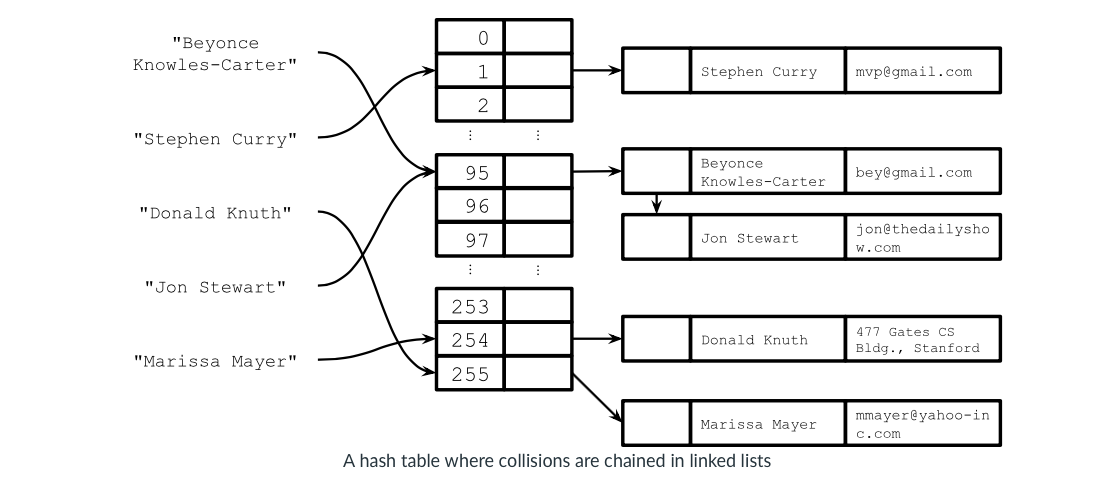 "Beyonce
Knowles-Carter"
"Stephen Curry"
"Donald Knuth"
"Jon Stewart"
"Marissa Mayer"
0
1
2
⋮ ⋮
95
96
97
⋮ ⋮
253
254
255
Stephen Curry mvp@gmail.com
Beyonce
Knowles-Carter bey@gmail.com
Jon Stewart jon@thedailysho
w.com
Donald Knuth 477 Gates CS
Bldg., Stanford
Marissa Mayer mmayer@yahoo-in
c.com
A hash table where collisions are chained in linked lists